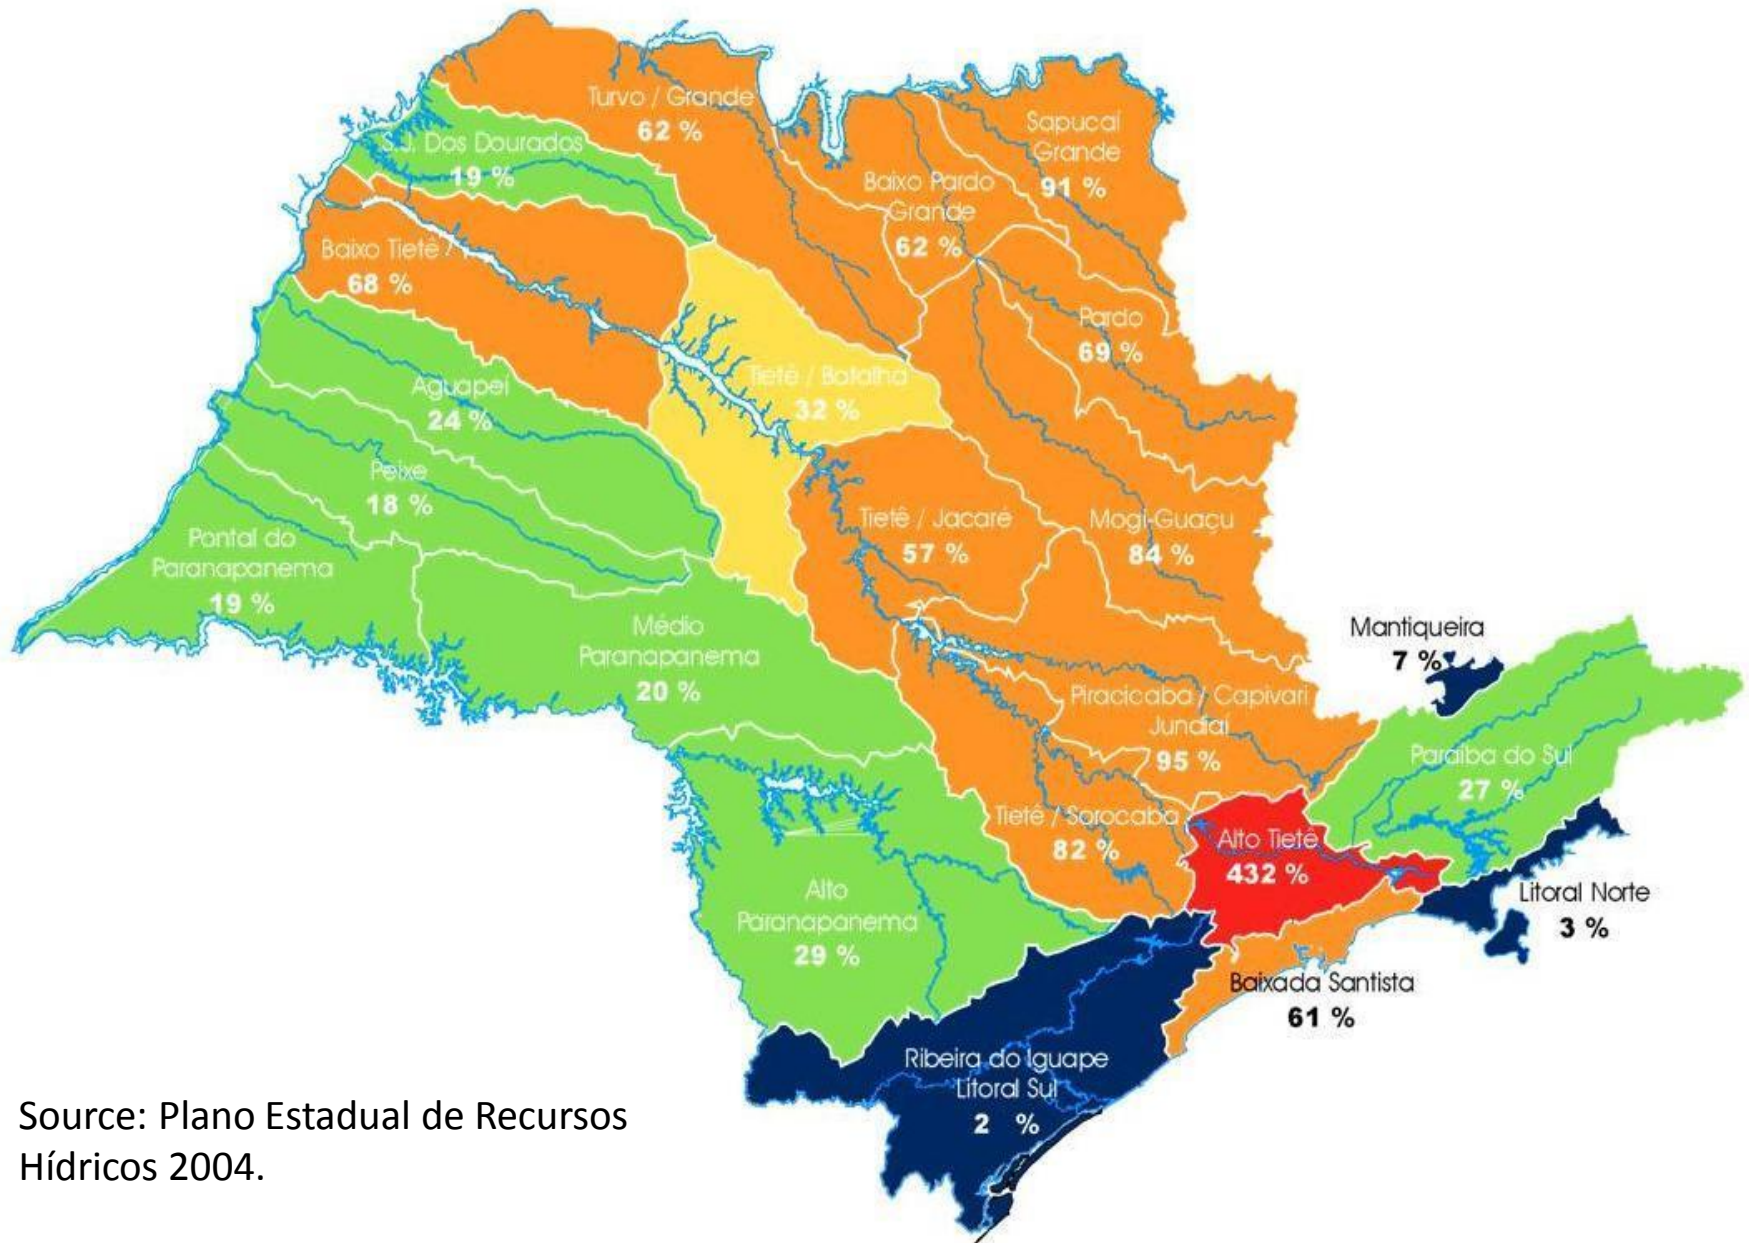 Turvo / Grande
62 %
S.J. Dos Dourados
19 %
Sapucaí
Grande
91 %
Baixo Pardo
Grande
62 %
Baixo Tietê /
68 %
Pardo
69 %
Tietê / Batalha
32 %
Aguapeí
24 %
Peixe
18 %
Tietê / Jacaré
57 %
Mogi-Guaçu
84 %
Pontal do
Paranapanema
19 %
Médio
Paranapanema
20 %
Mantiqueira
7 %
Piracicaba / Capivari
Jundiaí
95 %
Paraíba do Sul
27 %
Tietê / Sorocaba
82 %
Alto Tietê
432 %
Alto
Paranapanema
29 %
Litoral Norte
3 %
Baixada Santista
61 %
Ribeira do Iguape
Litoral Sul
2 %
Source: Plano Estadual de Recursos
Hídricos 2004.